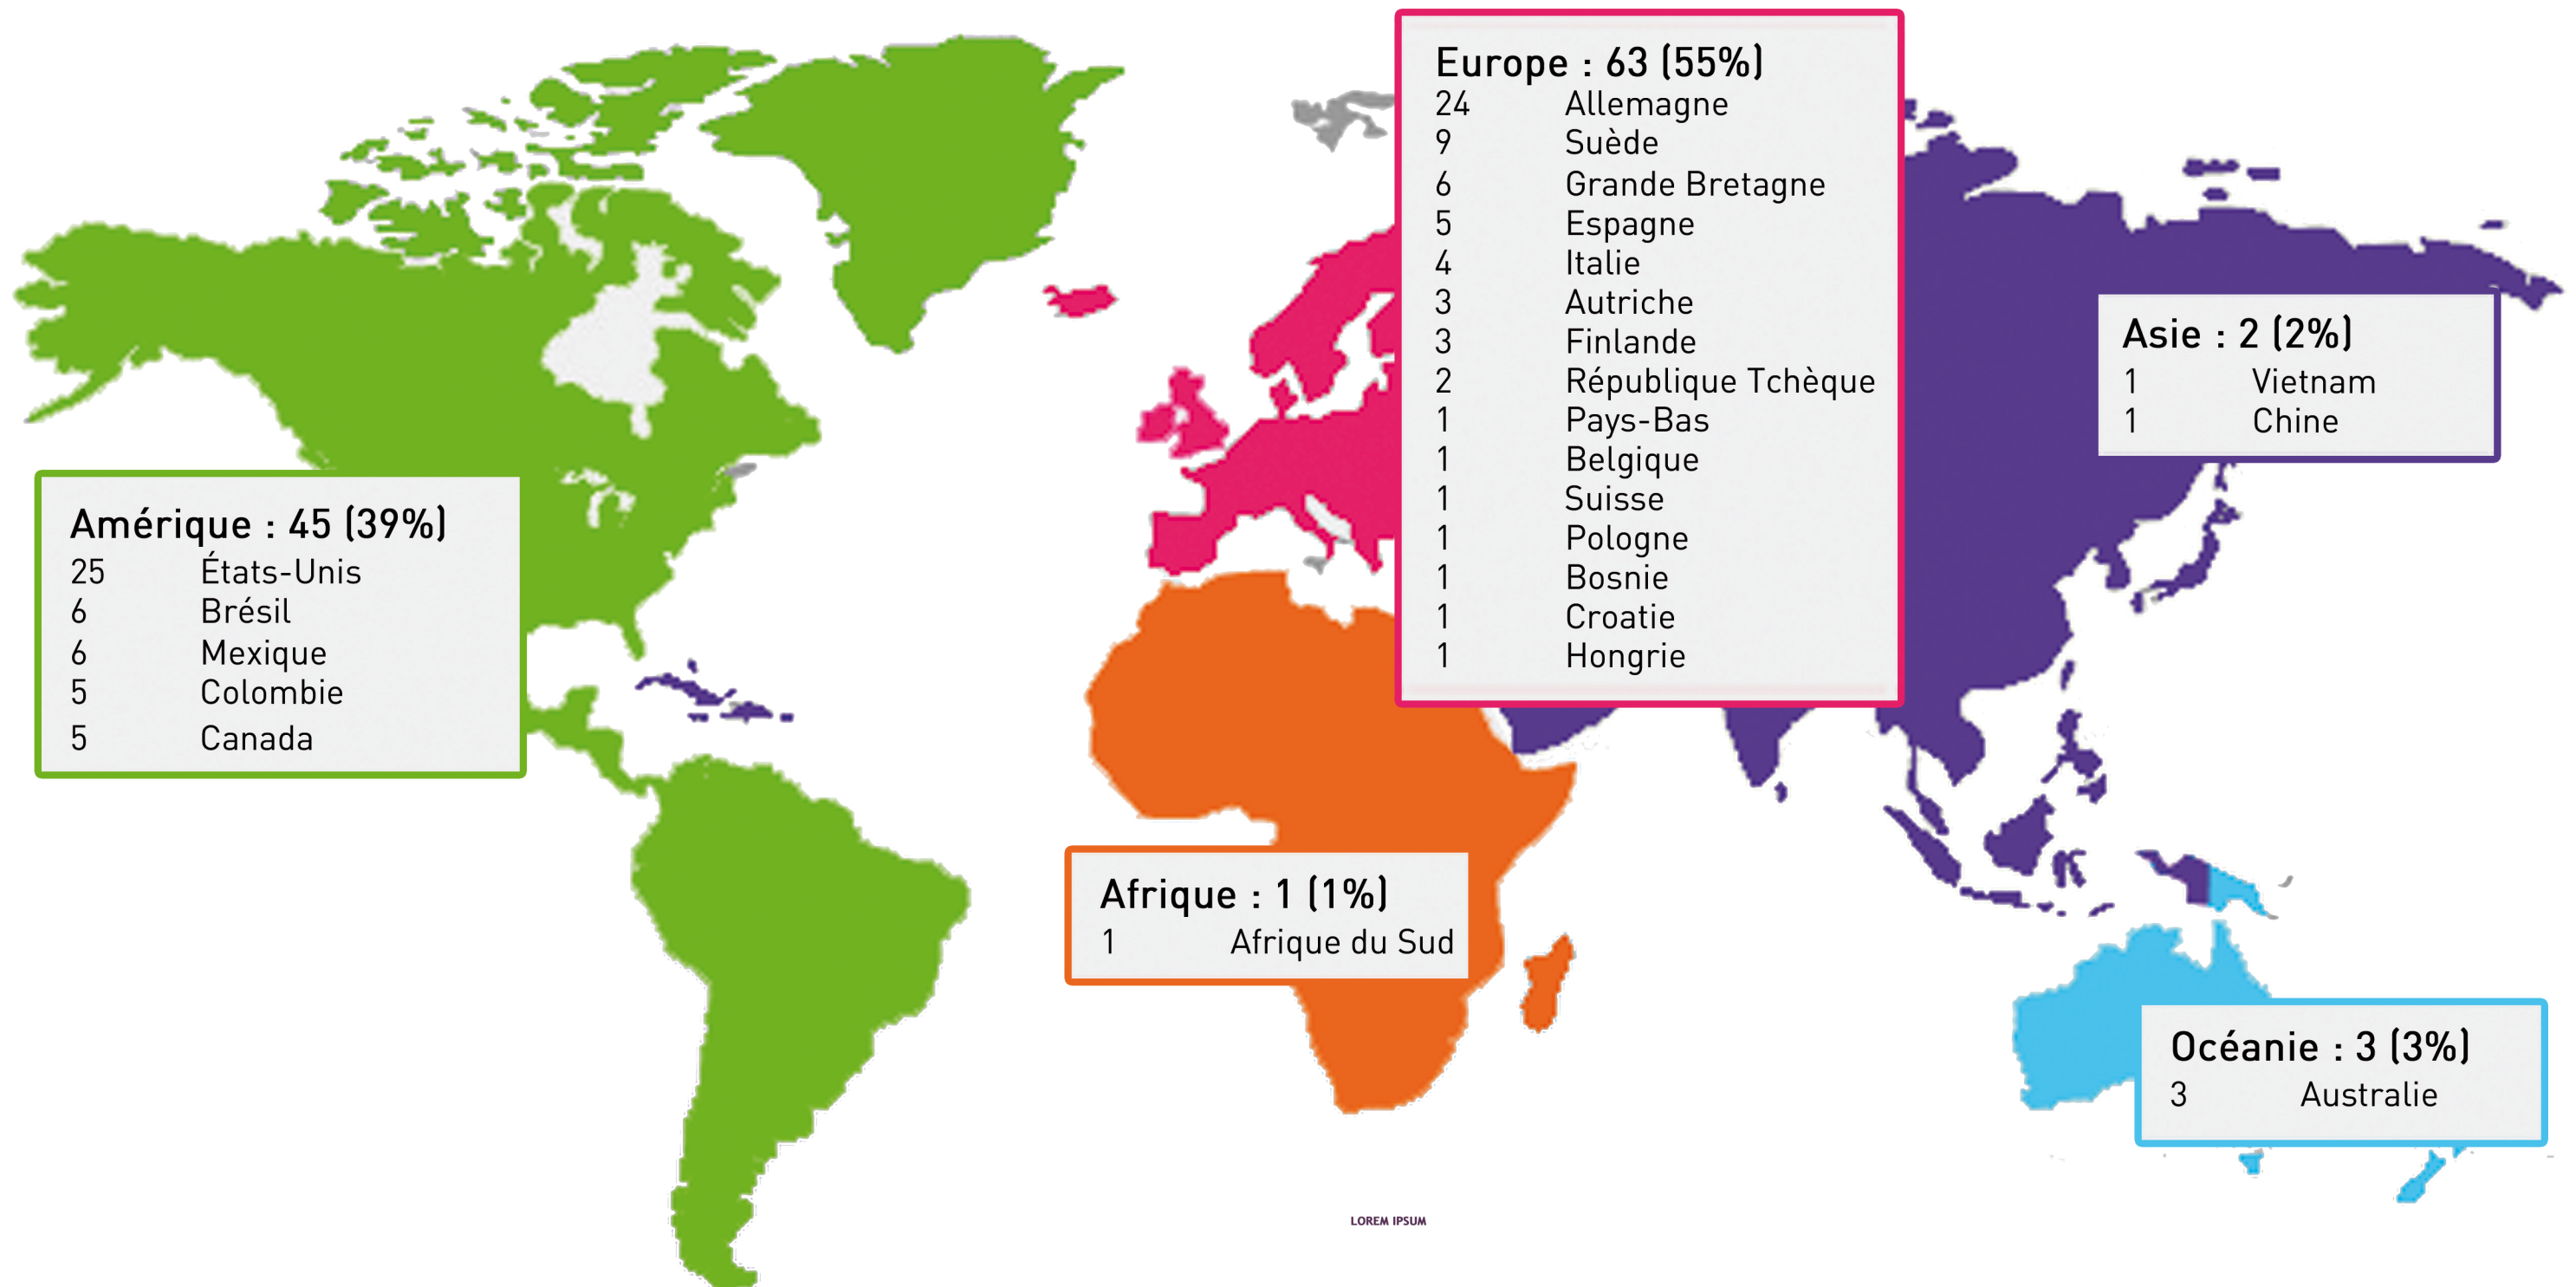 Europe : 63 (55%)
24 Allemagne
9 Suède
6 Grande Bretagne
5 Espagne
4 Italie
3 Autriche
3 Finlande
2 République Tchèque
1 Pays-Bas
1 Belgique
1 Suisse
1 Pologne
1 Bosnie
1 Croatie
1 Hongrie
Asie : 2 (2%)
1 Vietnam
1 Chine
Amérique : 45 (39%)
25 États-Unis
6 Brésil
6 Mexique
5 Colombie
5 Canada
Afrique : 1 (1%)
1 Afrique du Sud
Océanie : 3 (3%)
3 Australie
LOREM IPSUM